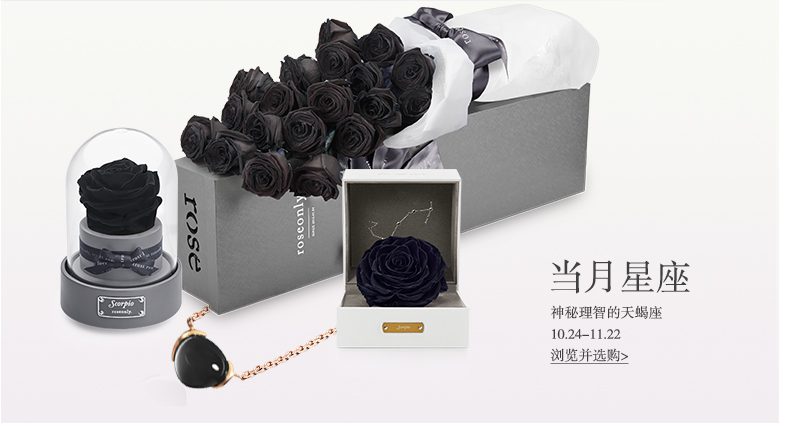 rose
roseonly.
Scorpio
roseonly.
Scorpio
当月星座
神秘理智的天蝎座
10.24–11.22
浏览并选购>